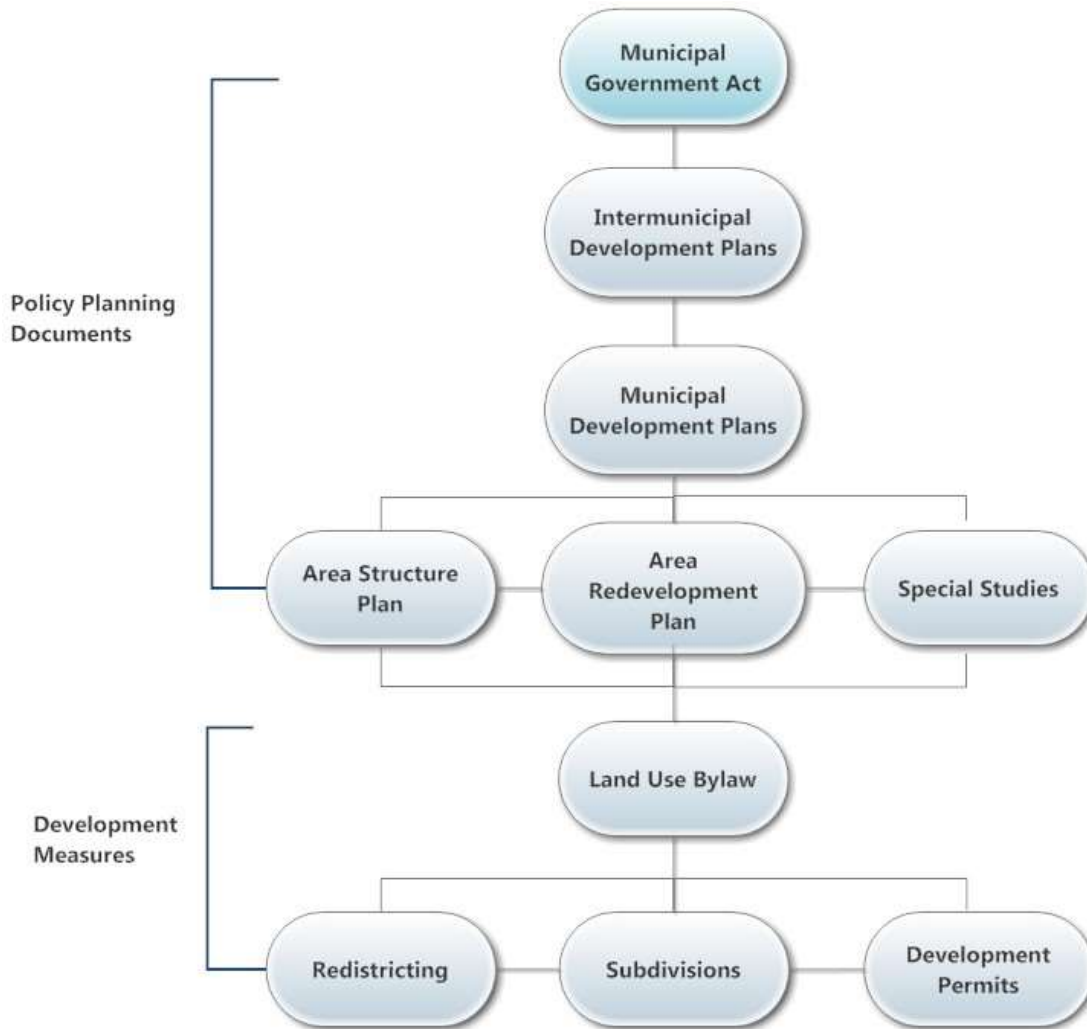 Municipal
Government Act
Intermunicipal
Development Plans
Policy Planning
Documents
Municipal
Development Plans
Area Structure
Plan
Area
Redevelopment
Plan
Special Studies
Land Use Bylaw
Development
Measures
Redistricting
Subdivisions
Development
Permits